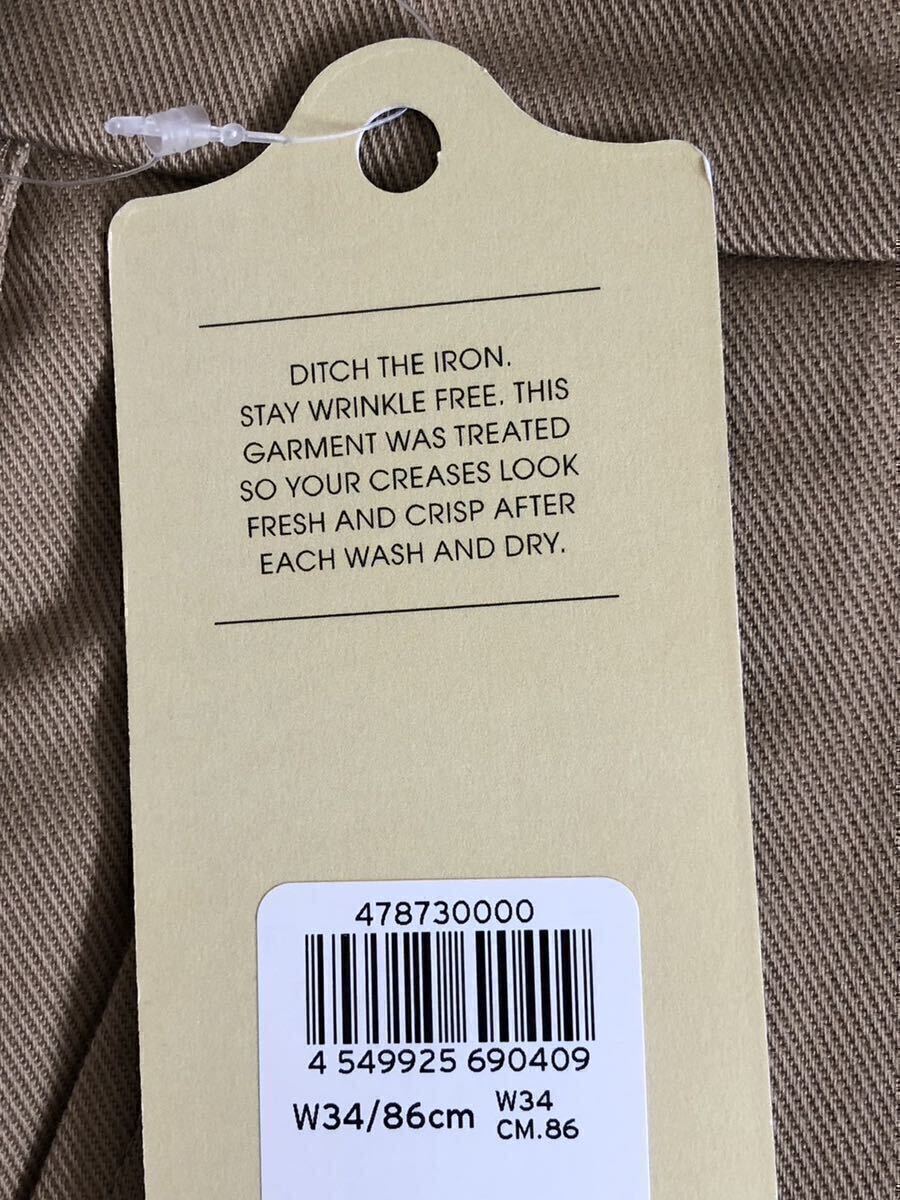 DITCH THE IRON.
STAY WRINKLE FREE. THIS
GARMENT WAS TREATED
SO YOUR CREASES LOOK
FRESH AND CRISP AFTER
EACH WASH AND DRY.
478730000
4 549925 690409
W34/86cm
W34
CM.86